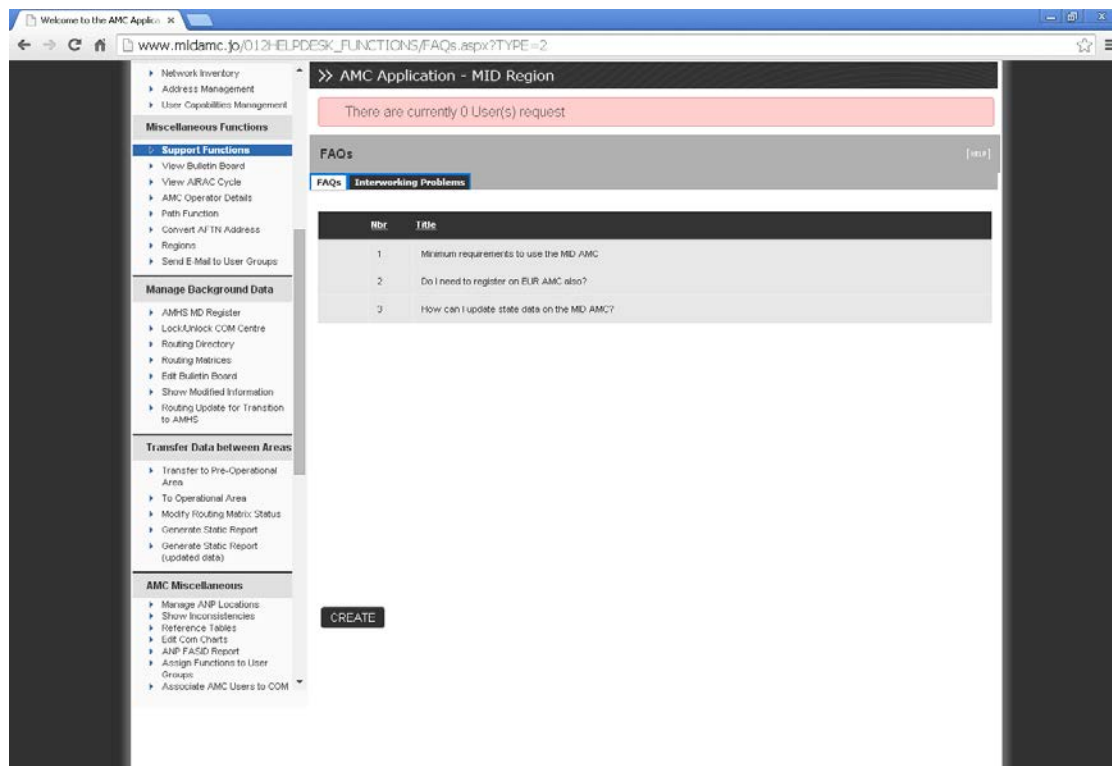 Welcome to the AMC Applica
www.midamc.jo/012HELPDESK_FUNCTIONS/FAQs.aspx?TYPE=2
Network Inventory
Address Management
User Capabilities Management
Miscellaneous Functions
Support Functions
View Bulletin Board
View AIRAC Cycle
AMC Operator Details
Path Function
Convert AFTN Address
Regions
Send E-Mail to User Groups
Manage Background Data
AMHS MD Register
Lock/Unlock COM Centre
Routing Directory
Routing Matrices
Edit Bulletin Board
Show Modified Information
Routing Update for Transition
to AMHS
Transfer Data between Areas
Transfer to Pre-Operational
Area
To Operational Area
Modify Routing Matrix Status
Generate Static Report
Generate Static Report
(updated data)
AMC Miscellaneous
Manage ANP Locations
Show Inconsistencies
Reference Tables
Edit Com Charts
ANP FASID Report
Assign Functions to User
Groups
Associate AMC Users to COM
>> AMC Application - MID Region
There are currently 0 User(s) request
FAQs [HELP]
FAQs Interworking Problems
Nbr Title
1 Minimum requirements to use the MID AMC
2 Do I need to register on EUR AMC also?
3 How can I update state data on the MID AMC?
CREATE